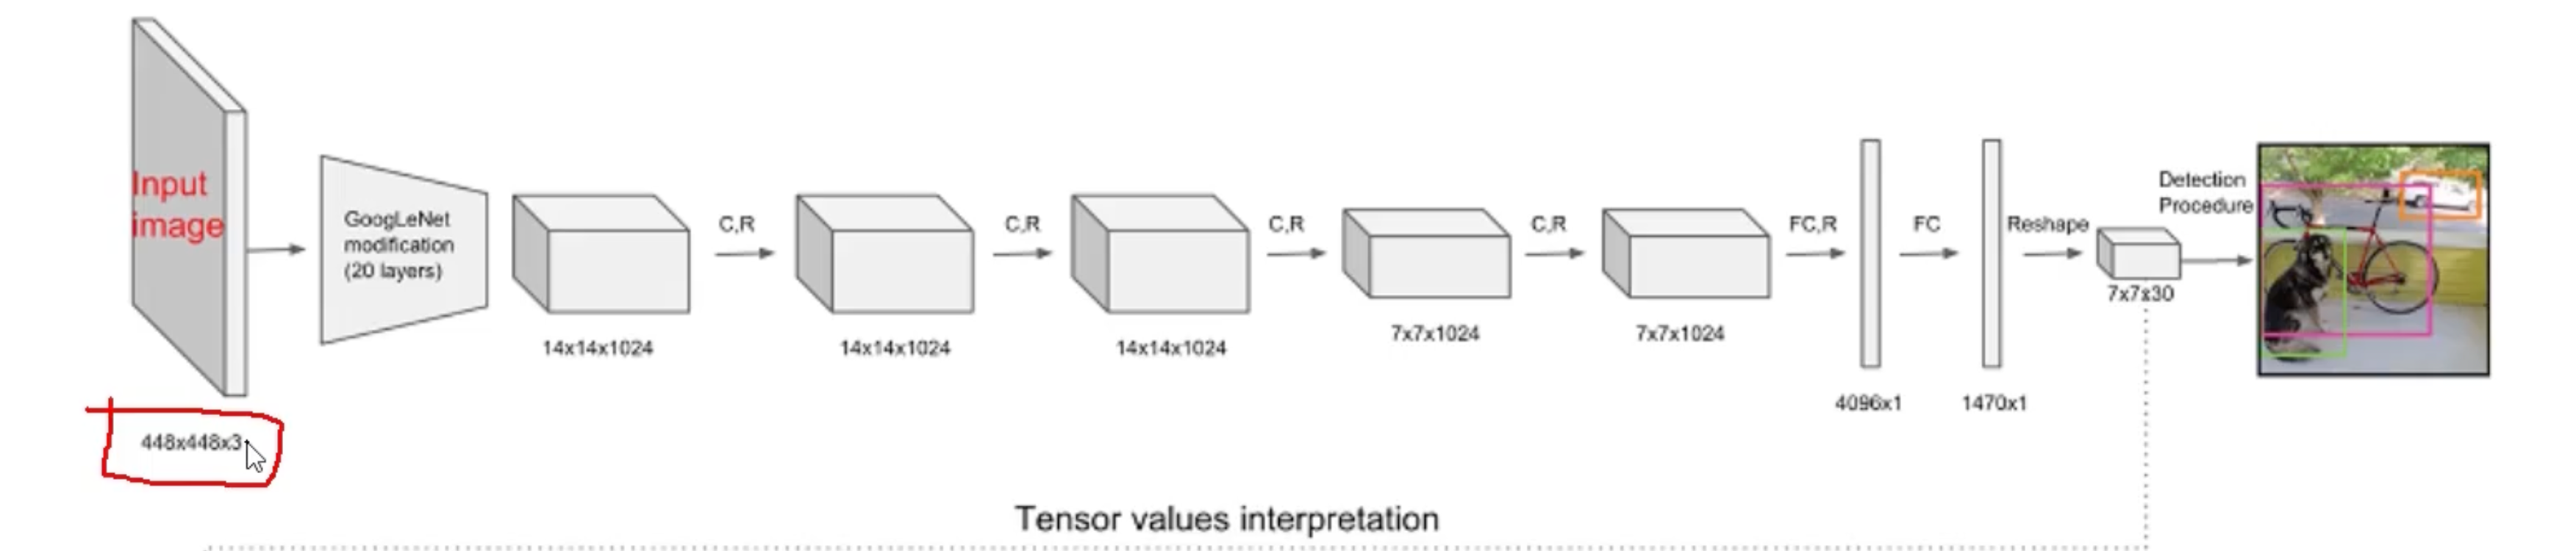 Input
image
448x448x3
GoogLeNet
modification
(20 layers)
14x14x1024
C,R
14x14x1024
C,R
14x14x1024
C,R
7x7x1024
C,R
7x7x1024
FC,R
4096x1
FC
1470x1
Reshape
7x7x30
Detection
Procedure
Tensor values interpretation